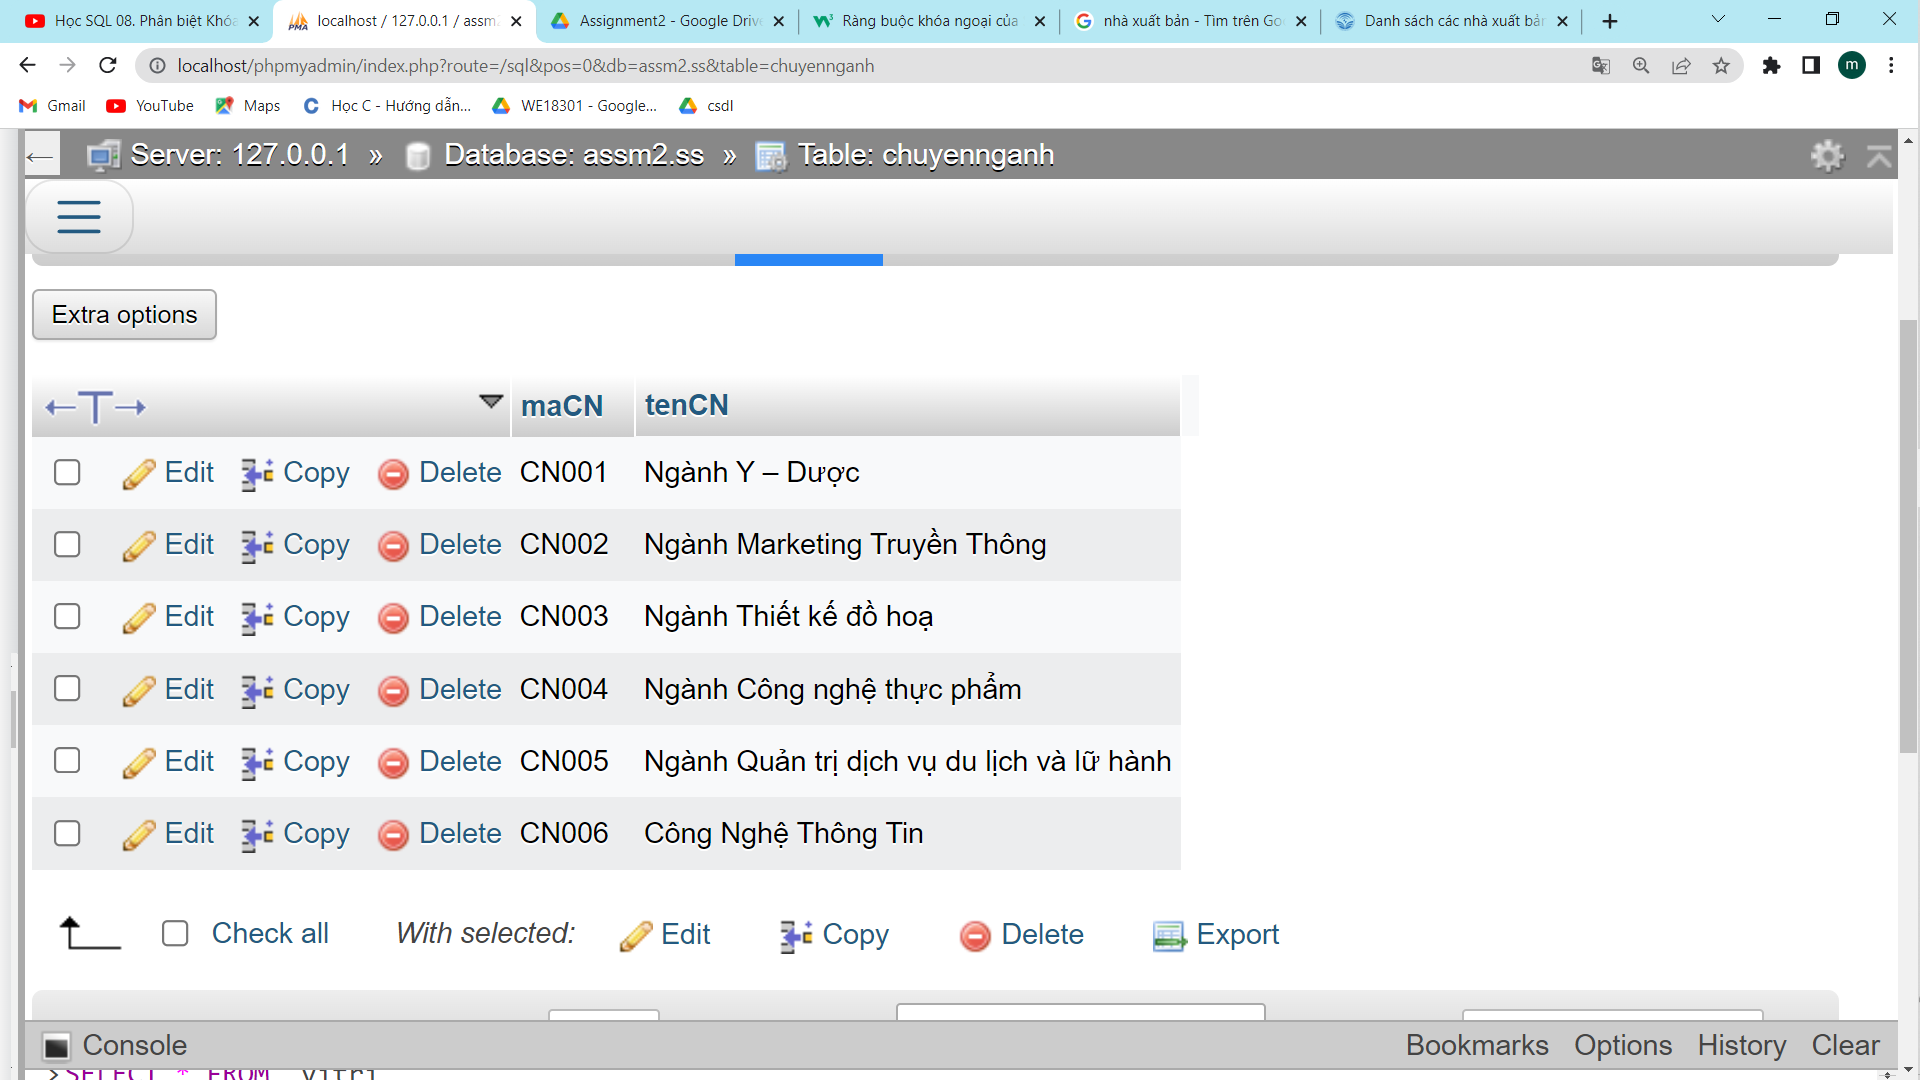 Học SQL 08. Phân biệt Khóa
localhost / 127.0.0.1 / assm2
Assignment2 - Google Drive
Ràng buộc khóa ngoại của
nhà xuất bản - Tìm trên Go
Danh sách các nhà xuất bản
localhost/phpmyadmin/index.php?route=/sql&pos=0&db=assm2.ss&table=chuyennganh
m
Gmail YouTube Maps Học C - Hướng dẫn... WE18301 - Google... csdl
← Server: 127.0.0.1 » Database: assm2.ss » Table: chuyennganh
Extra options
←T→ maCN tenCN
Edit Copy Delete CN001 Ngành Y – Dược
Edit Copy Delete CN002 Ngành Marketing Truyền Thông
Edit Copy Delete CN003 Ngành Thiết kế đồ hoạ
Edit Copy Delete CN004 Ngành Công nghệ thực phẩm
Edit Copy Delete CN005 Ngành Quản trị dịch vụ du lịch và lữ hành
Edit Copy Delete CN006 Công Nghệ Thông Tin
Check all With selected: Edit Copy Delete Export
Console Bookmarks Options History Clear
>SELECT * FROM vitri